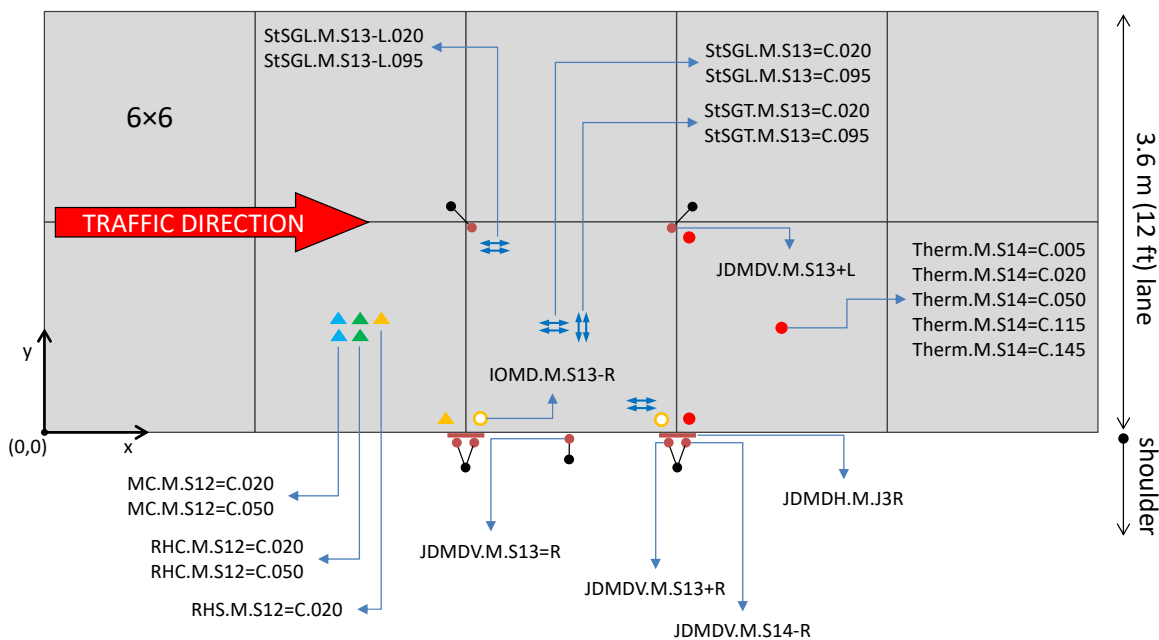 StSGL.M.S13-L.020
StSGL.M.S13-L.095
StSGL.M.S13=C.020
StSGL.M.S13=C.095
StSGT.M.S13=C.020
StSGT.M.S13=C.095
6×6
TRAFFIC DIRECTION
JDMDV.M.S13+L
Therm.M.S14=C.005
Therm.M.S14=C.020
Therm.M.S14=C.050
Therm.M.S14=C.115
Therm.M.S14=C.145
3.6 m (12 ft) lane
y
IOMD.M.S13-R
(0,0)
x
shoulder
MC.M.S12=C.020
MC.M.S12=C.050
JDMDH.M.J3R
RHC.M.S12=C.020
RHC.M.S12=C.050
JDMDV.M.S13=R
JDMDV.M.S13+R
RHS.M.S12=C.020
JDMDV.M.S14-R